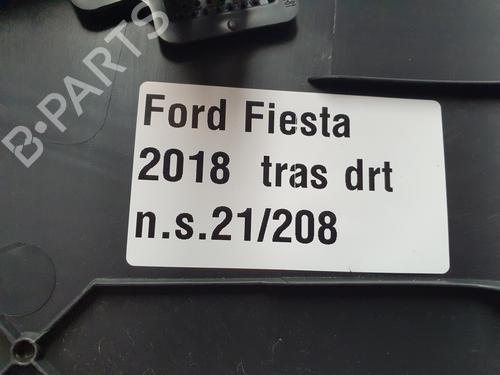 B-PARTS
Ford Fiesta
2018 tras drt
n.s.21/208